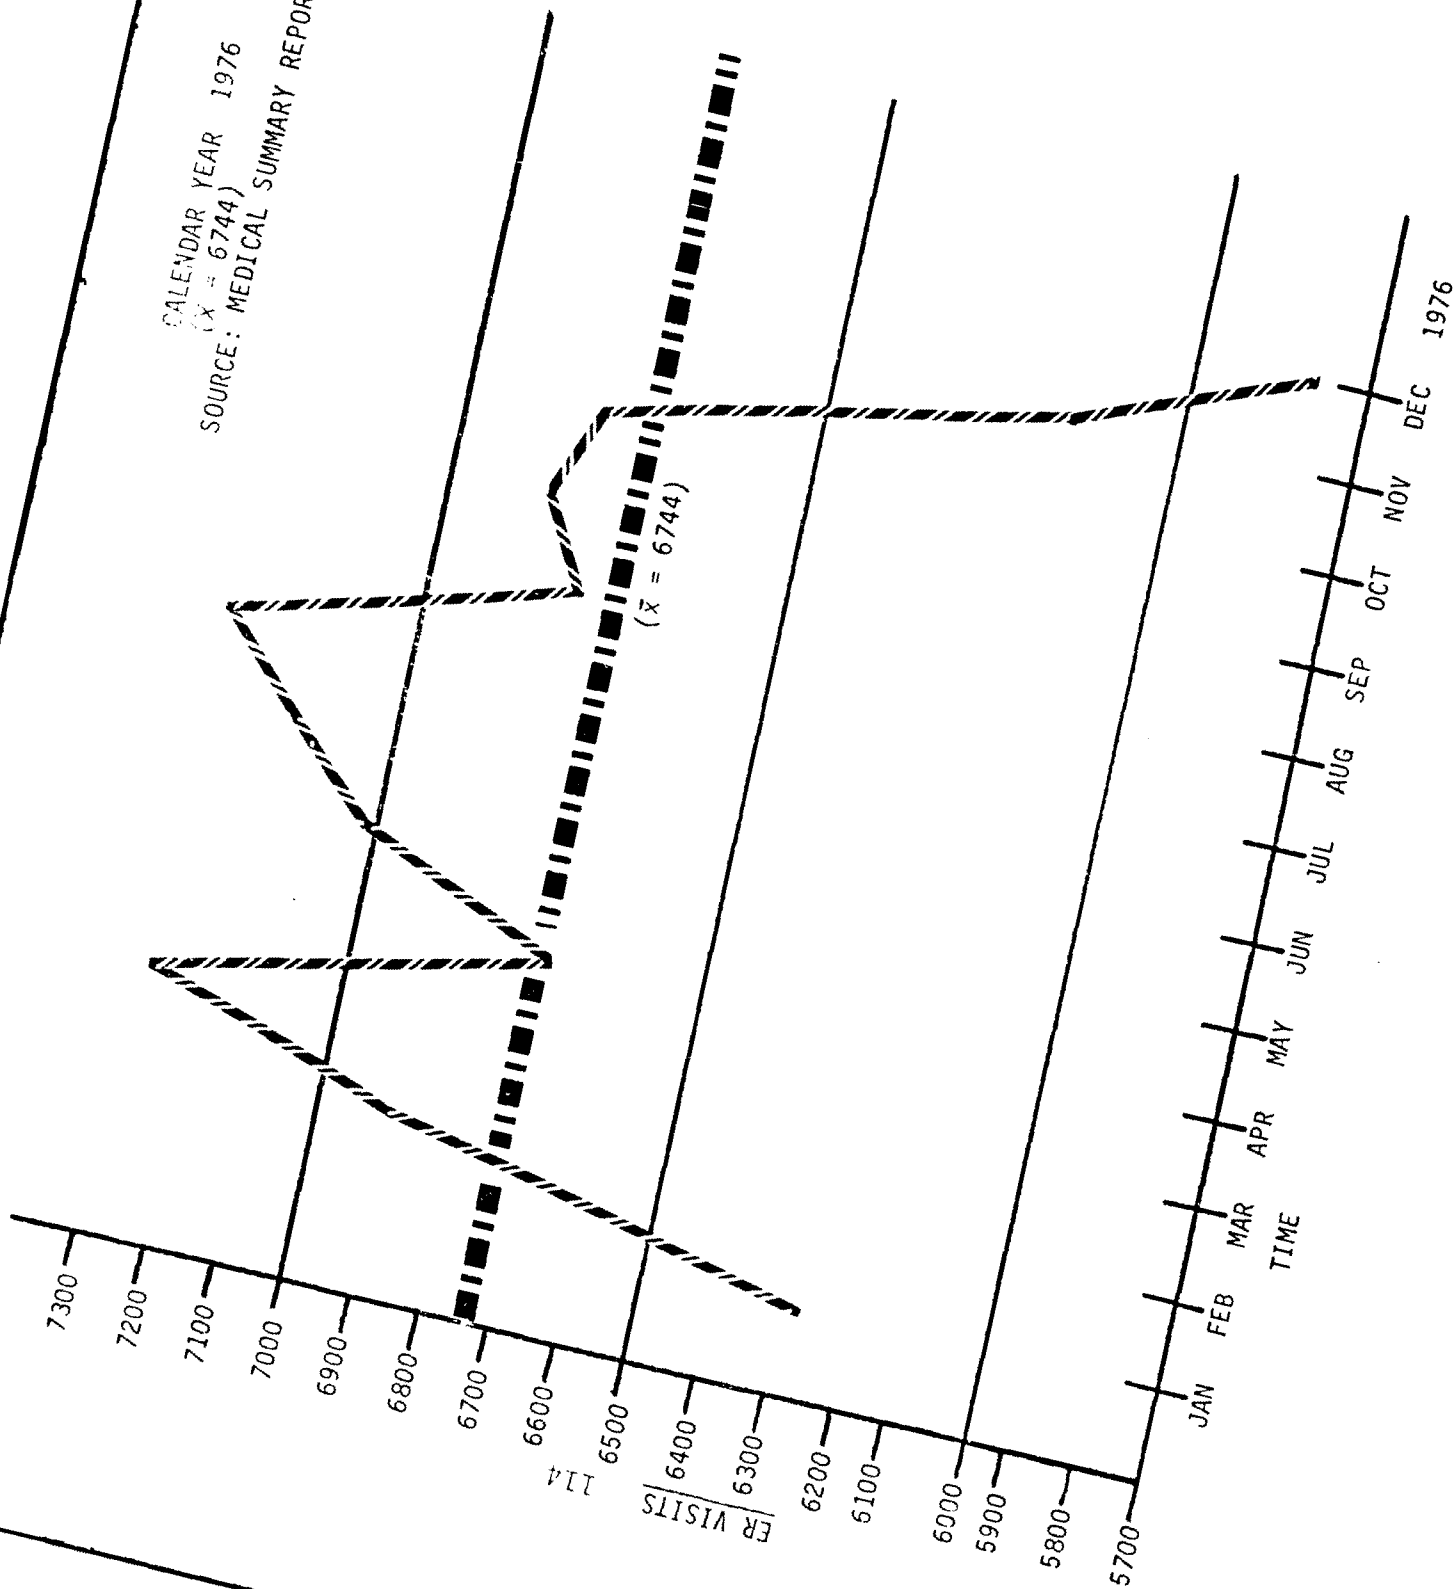 CALENDAR YEAR 1976
(x̄ = 6744)
SOURCE: MEDICAL SUMMARY REPOR
7300
7200
7100
7000
6900
6800
6700
6600
6500
6400
6300
6200
6100
6000
5900
5800
5700
ER VISITS
114
(x̄ = 6744)
JAN
FEB
MAR
APR
MAY
JUN
JUL
AUG
SEP
OCT
NOV
DEC
1976
TIME